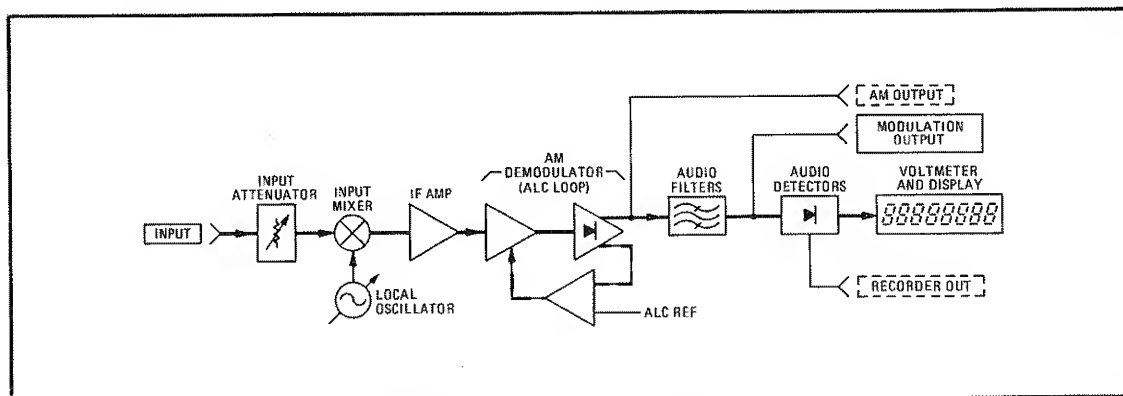 AM OUTPUT
MODULATION
OUTPUT
AM
DEMODULATOR
(ALC LOOP)
AUDIO
FILTERS
AUDIO
DETECTORS
VOLTMETER
AND DISPLAY
INPUT
ATTENUATOR
INPUT
MIXER
IF AMP
INPUT
88888888
LOCAL
OSCILLATOR
ALC REF
RECORDER OUT